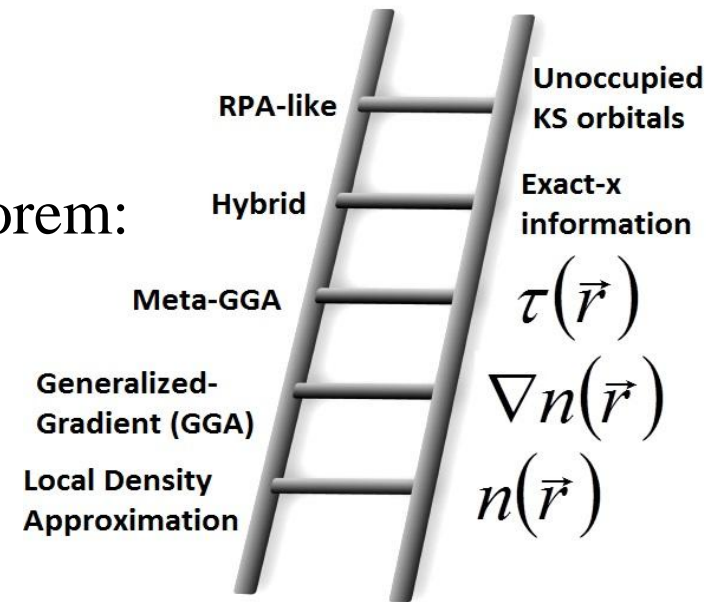 RPA-like
Unoccupied
KS orbitals
orem:
Hybrid
Exact-x
information
Meta-GGA
τ(r⃗)
Generalized-
Gradient (GGA)
∇n(r⃗)
Local Density
Approximation
n(r⃗)